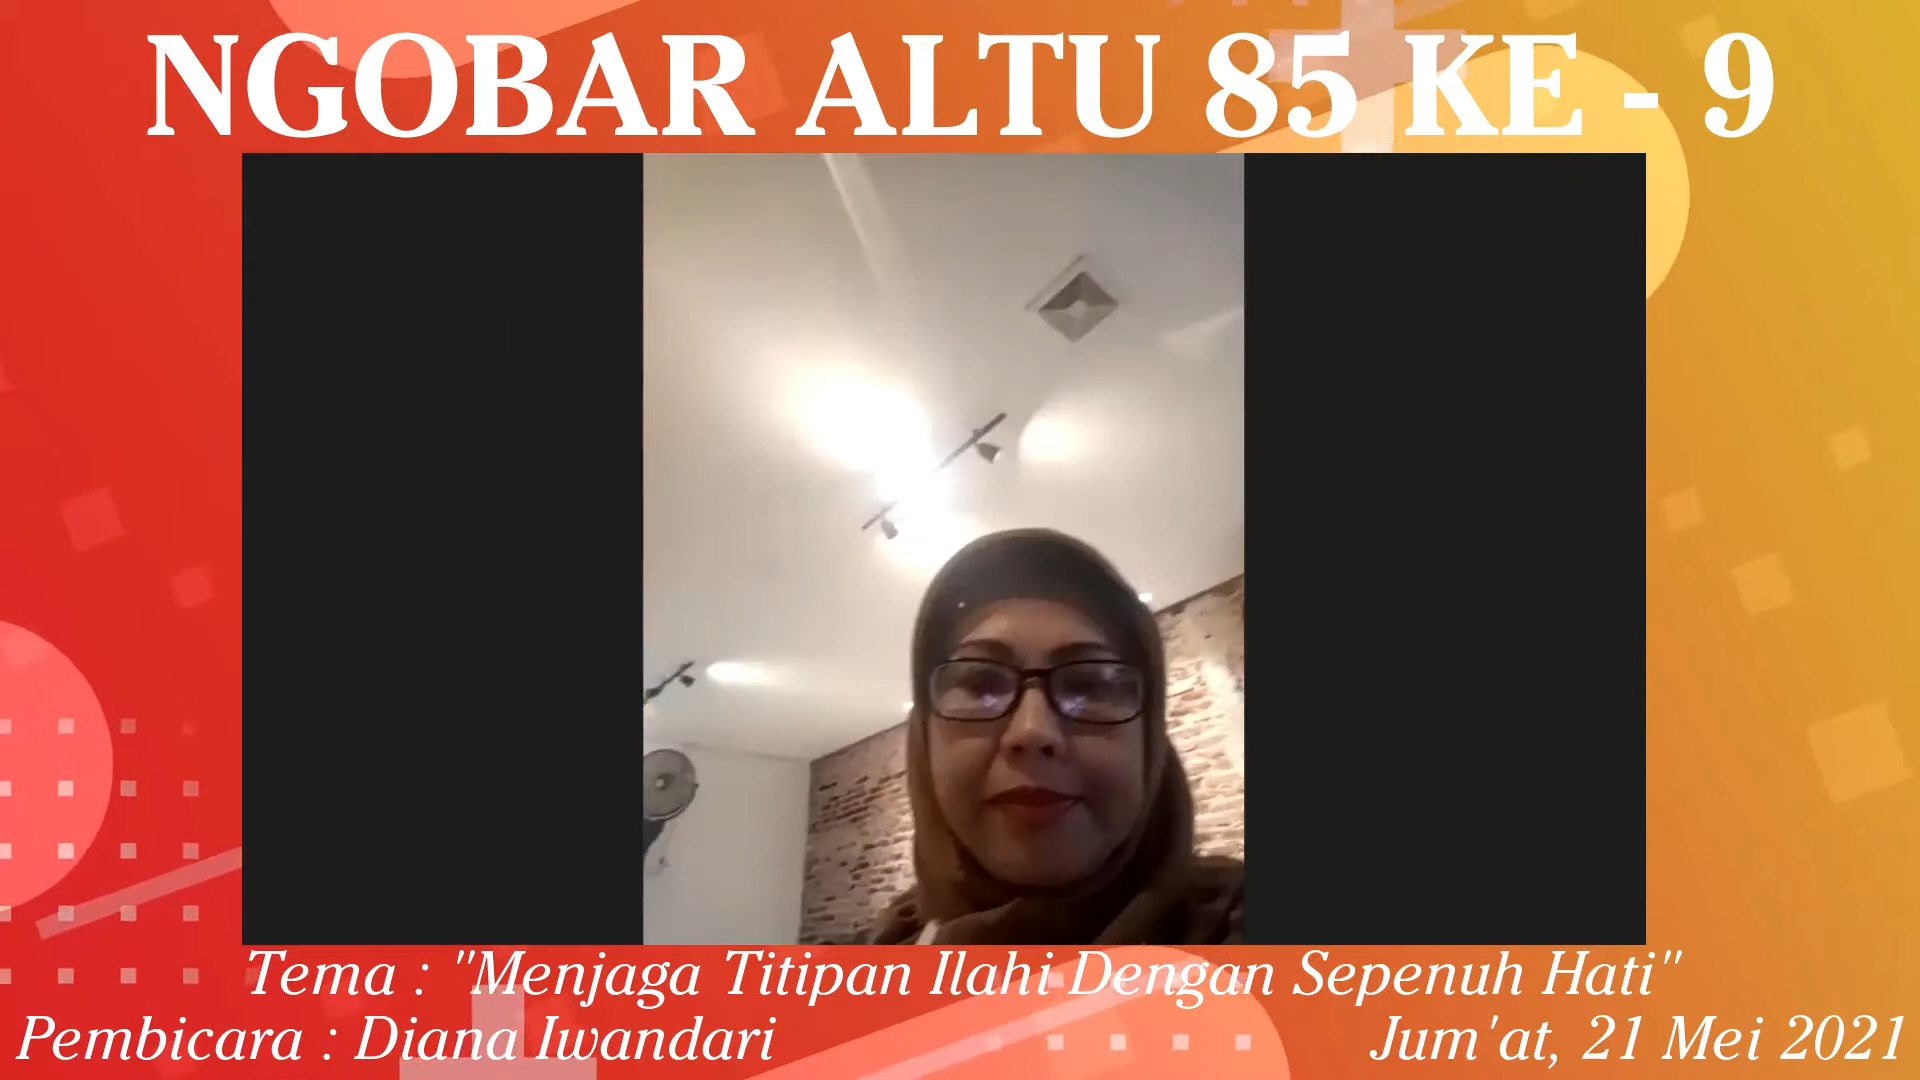 NGOBAR ALTU 85 KE - 9
Tema : "Menjaga Titipan Ilahi Dengan Sepenuh Hati"
Pembicara : Diana Iwandari
Jum'at, 21 Mei 2021